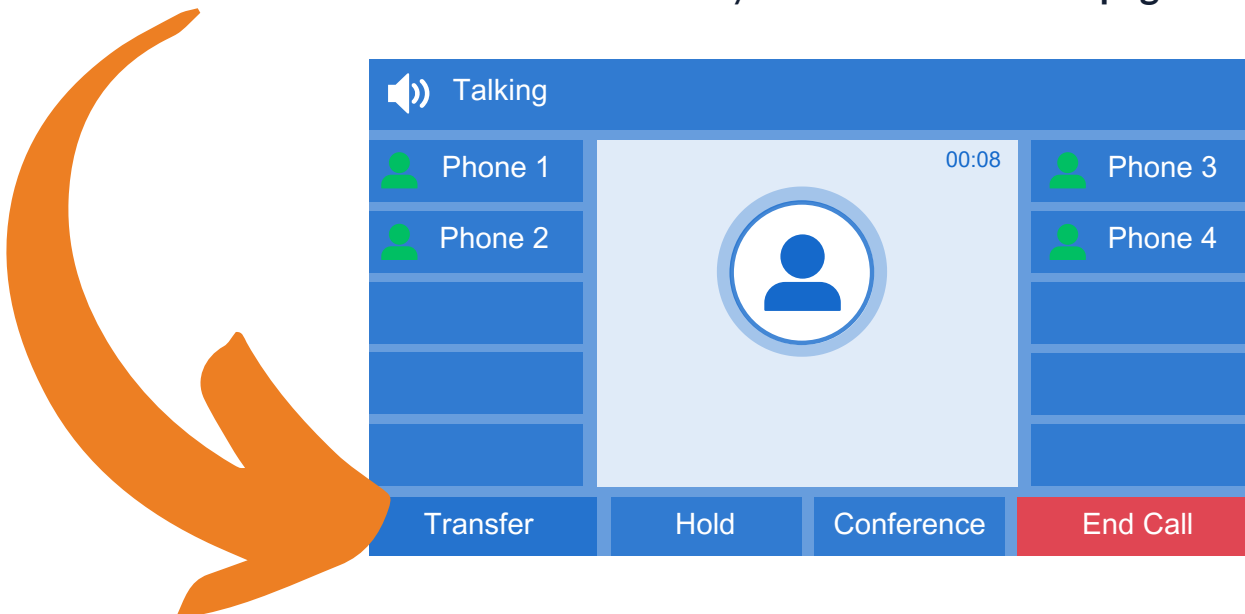 Talking
Phone 1
Phone 2
00:08
Phone 3
Phone 4
Transfer
Hold
Conference
End Call